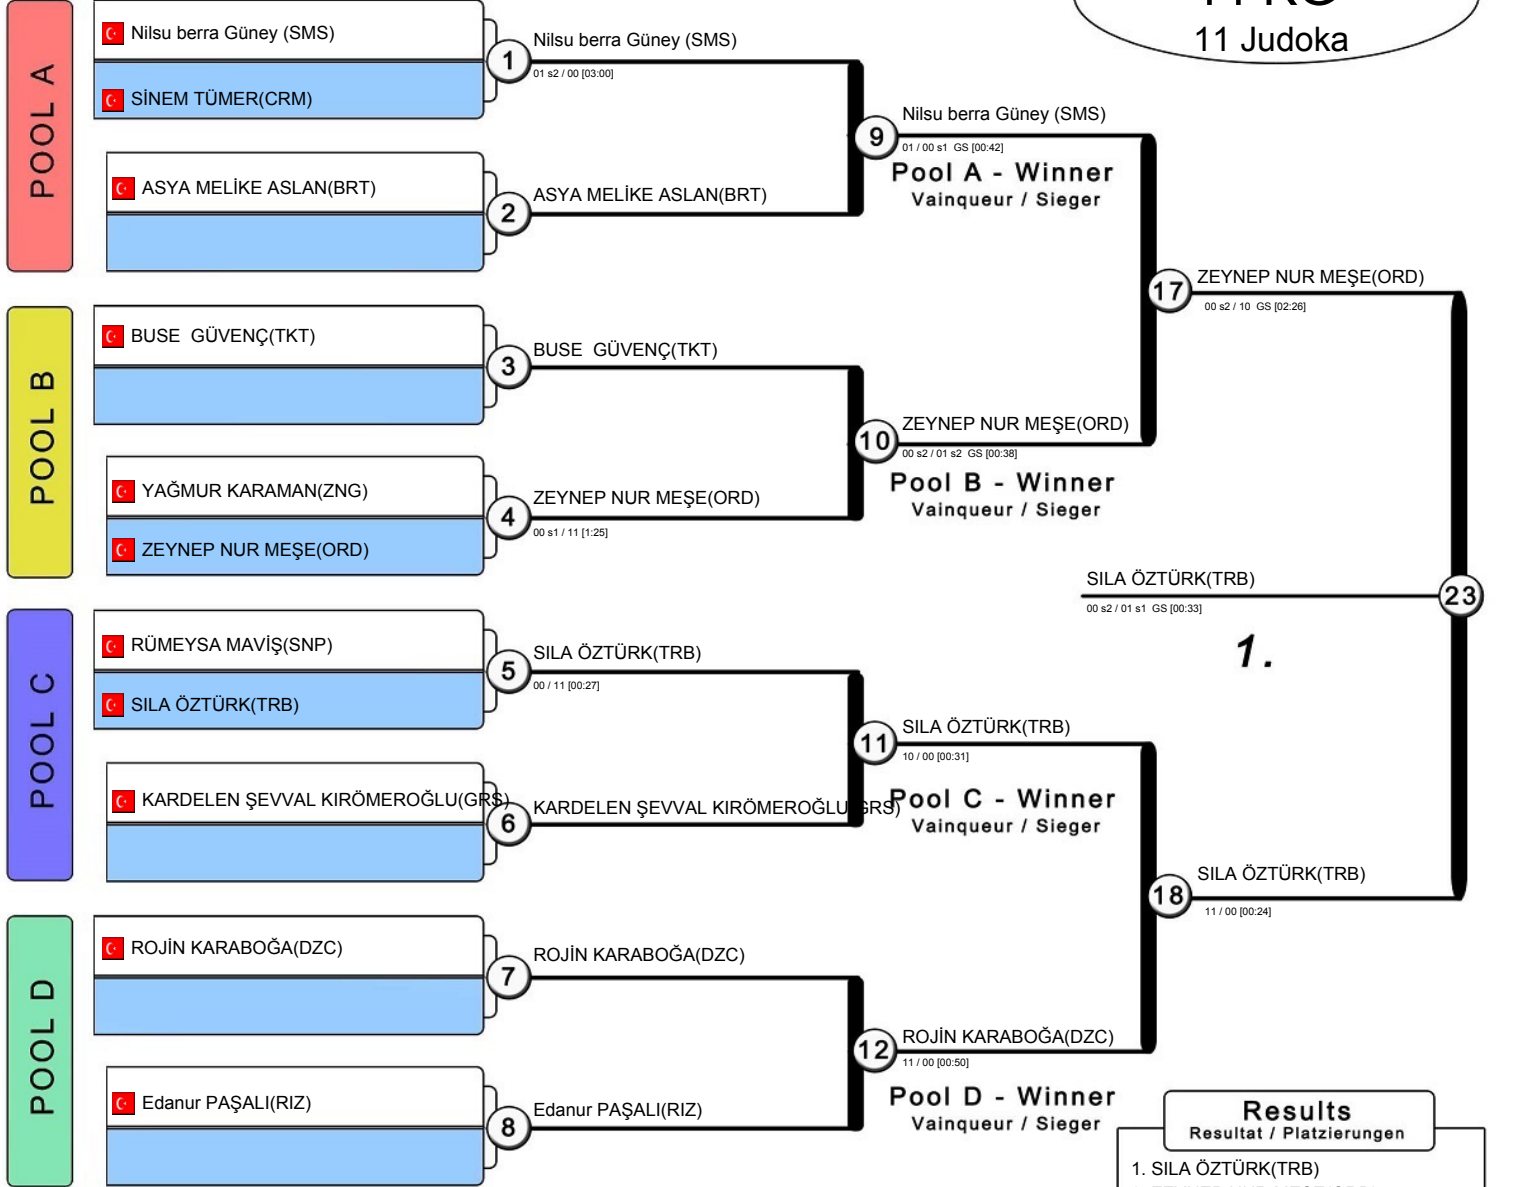 11 Judoka
POOL A
Nilsu berra Güney (SMS)
SİNEM TÜMER(CRM)
ASYA MELİKE ASLAN(BRT)
1
Nilsu berra Güney (SMS)
01 s2 / 00 [03:00]
2
ASYA MELİKE ASLAN(BRT)
9
Nilsu berra Güney (SMS)
01 / 00 s1 GS [00:42]
Pool A - Winner
Vainqueur / Sieger
POOL B
BUSE GÜVENÇ(TKT)
YAĞMUR KARAMAN(ZNG)
ZEYNEP NUR MEŞE(ORD)
3
BUSE GÜVENÇ(TKT)
4
ZEYNEP NUR MEŞE(ORD)
00 s1 / 11 [1:25]
10
ZEYNEP NUR MEŞE(ORD)
00 s2 / 01 s2 GS [00:38]
Pool B - Winner
Vainqueur / Sieger
17
ZEYNEP NUR MEŞE(ORD)
00 s2 / 10 GS [02:26]
POOL C
RÜMEYSA MAVİŞ(SNP)
SILA ÖZTÜRK(TRB)
KARDELEN ŞEVVAL KIRÖMEROĞLU(GRS)
5
SILA ÖZTÜRK(TRB)
00 / 11 [00:27]
6
KARDELEN ŞEVVAL KIRÖMEROĞLU(GRS)
11
SILA ÖZTÜRK(TRB)
10 / 00 [00:31]
Pool C - Winner
Vainqueur / Sieger
POOL D
ROJİN KARABOĞA(DZC)
Edanur PAŞALI(RIZ)
7
ROJİN KARABOĞA(DZC)
8
Edanur PAŞALI(RIZ)
12
ROJİN KARABOĞA(DZC)
11 / 00 [00:50]
Pool D - Winner
Vainqueur / Sieger
18
SILA ÖZTÜRK(TRB)
11 / 00 [00:24]
SILA ÖZTÜRK(TRB)
00 s2 / 01 s1 GS [00:33]
23
1.
Results
Resultat / Platzierungen
1. SILA ÖZTÜRK(TRB)